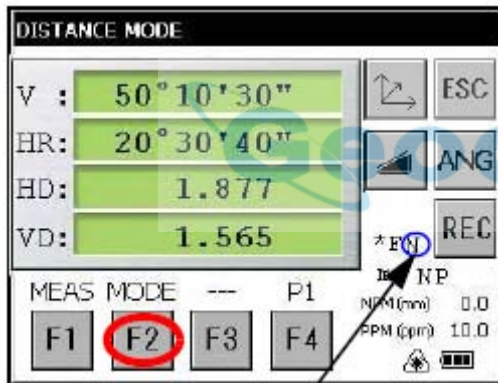 DISTANCE MODE
V : 50°10'30"
HR: 20°30'40"
HD: 1.877
VD: 1.565
ESC
ANG
REC
*FN
NP
MEAS MODE --- P1
F1 F2 F3 F4
(mm) 0.0
PPM (ppm) 10.0